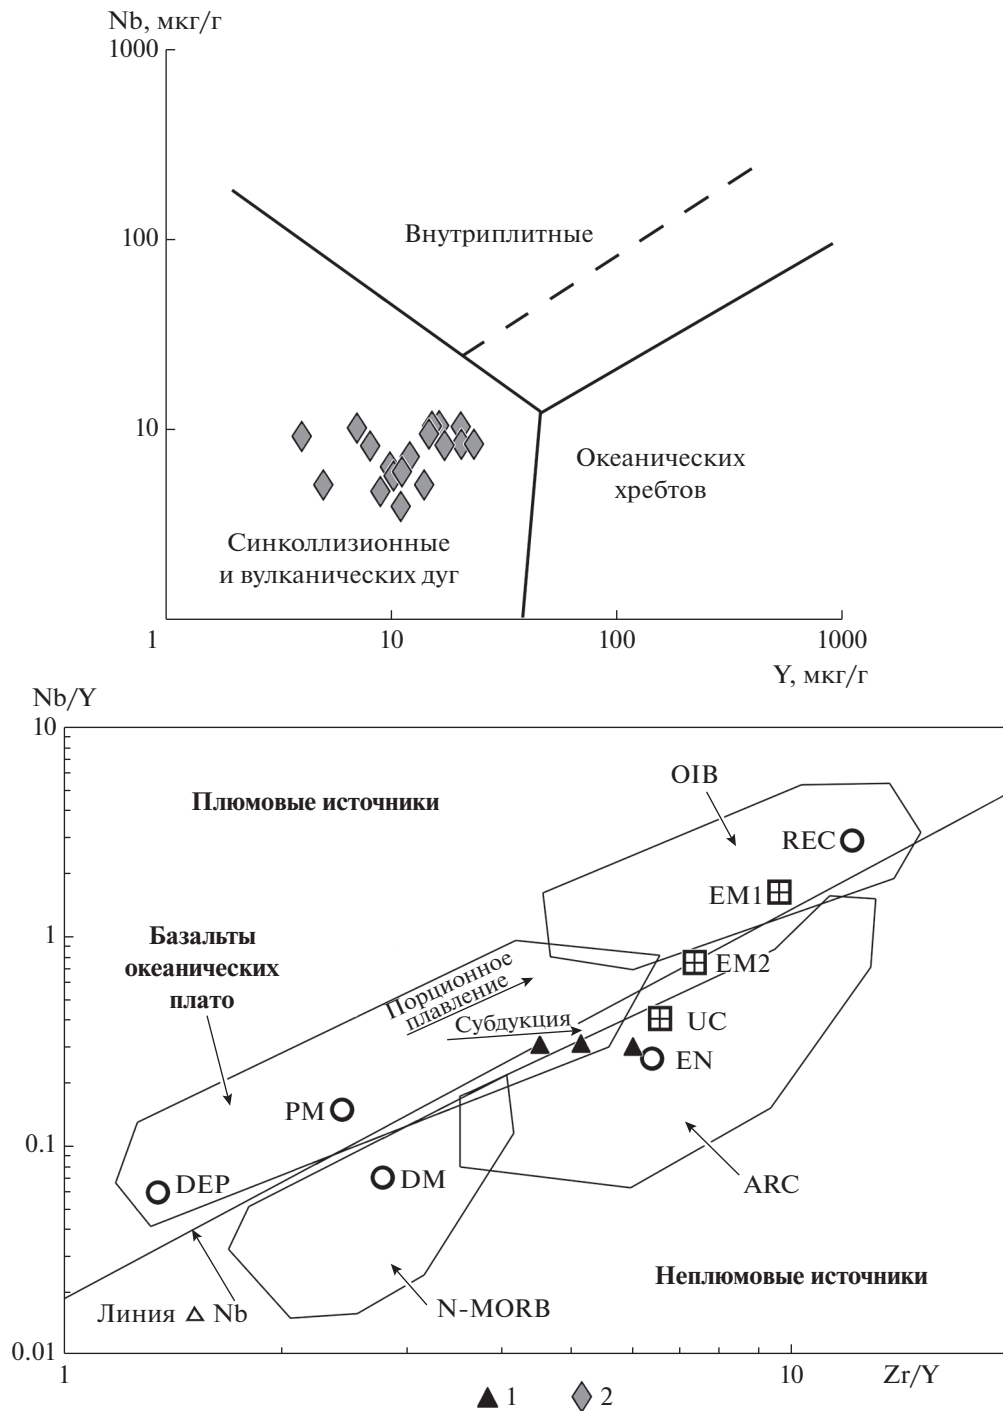 Nb, мкг/г
1000
100
Внутриплитные
10
Океанических
хребтов
Синколлизионные
и вулканических дуг
1
10
100
1000
Y, мкг/г
Nb/Y
10
OIB
Плюмовые источники
REC
EM1
1
Базальты
океанических
плато
Порционное
плавление
EM2
Субдукция
UC
EN
PM
0.1
DEP
DM
ARC
Неплюмовые источники
Линия △ Nb
N-MORB
0.01
1
10
Zr/Y
1
2